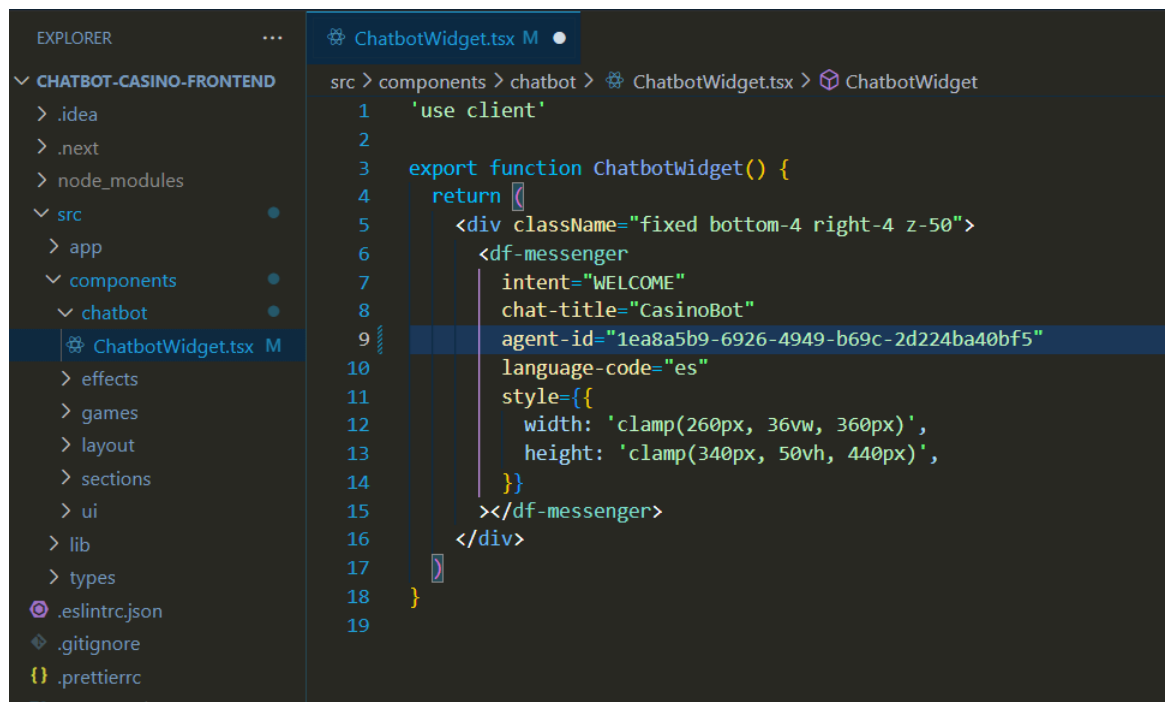 EXPLORER ...
CHATBOT-CASINO-FRONTEND
.idea
.next
node_modules
src
app
components
chatbot
ChatbotWidget.tsx M
effects
games
layout
sections
ui
lib
types
.eslintrc.json
.gitignore
{} .prettierrc
ChatbotWidget.tsx M
src > components > chatbot > ChatbotWidget.tsx > ChatbotWidget
1 'use client'
2
3 export function ChatbotWidget() {
4   return (
5     <div className="fixed bottom-4 right-4 z-50">
6       <df-messenger
7         intent="WELCOME"
8         chat-title="CasinoBot"
9         agent-id="1ea8a5b9-6926-4949-b69c-2d224ba40bf5"
10         language-code="es"
11         style={{
12           width: 'clamp(260px, 36vw, 360px)',
13           height: 'clamp(340px, 50vh, 440px)',
14         }}
15       ></df-messenger>
16     </div>
17   )
18 }
19